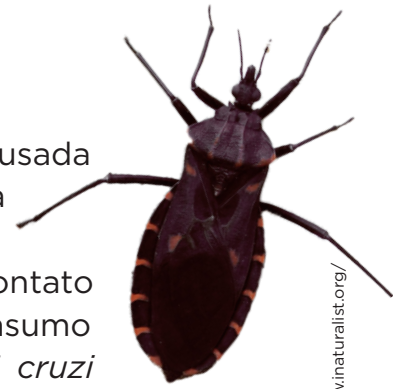 usada
a
ontato
nsumo
i cruzi
w.inaturalist.org/